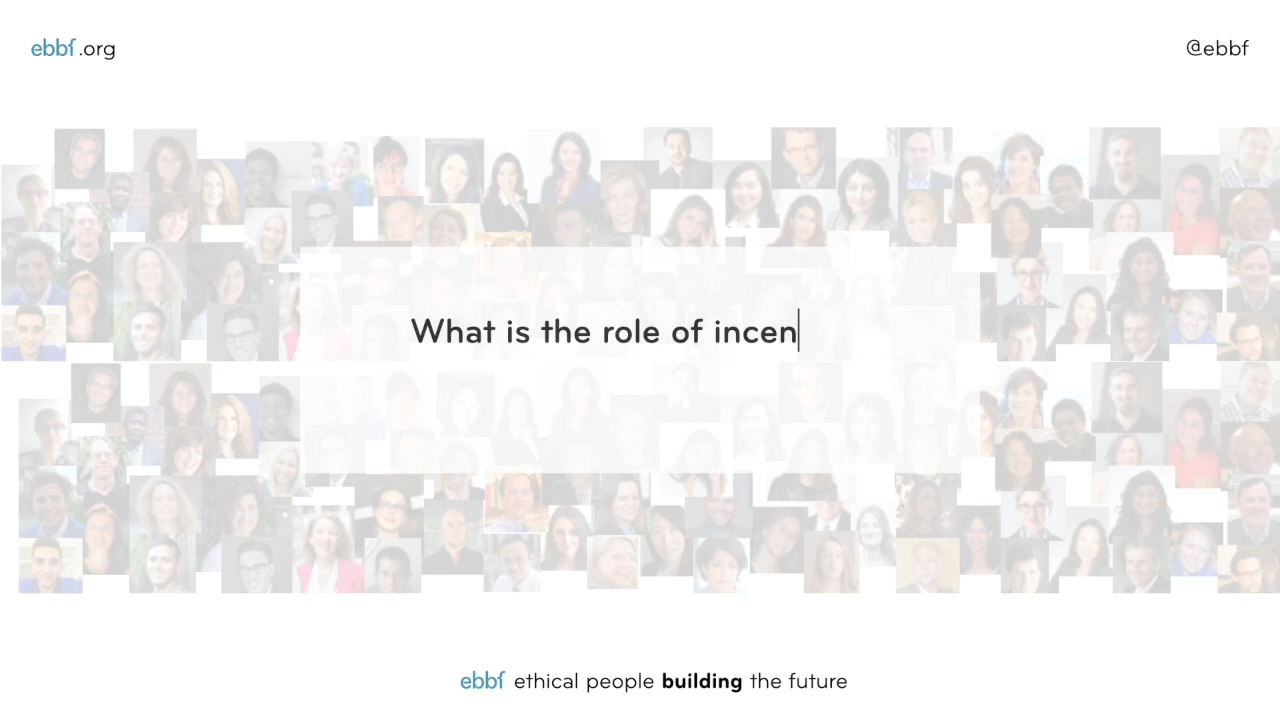 ebbf.org
@ebbf
What is the role of incen
ebbf ethical people building the future